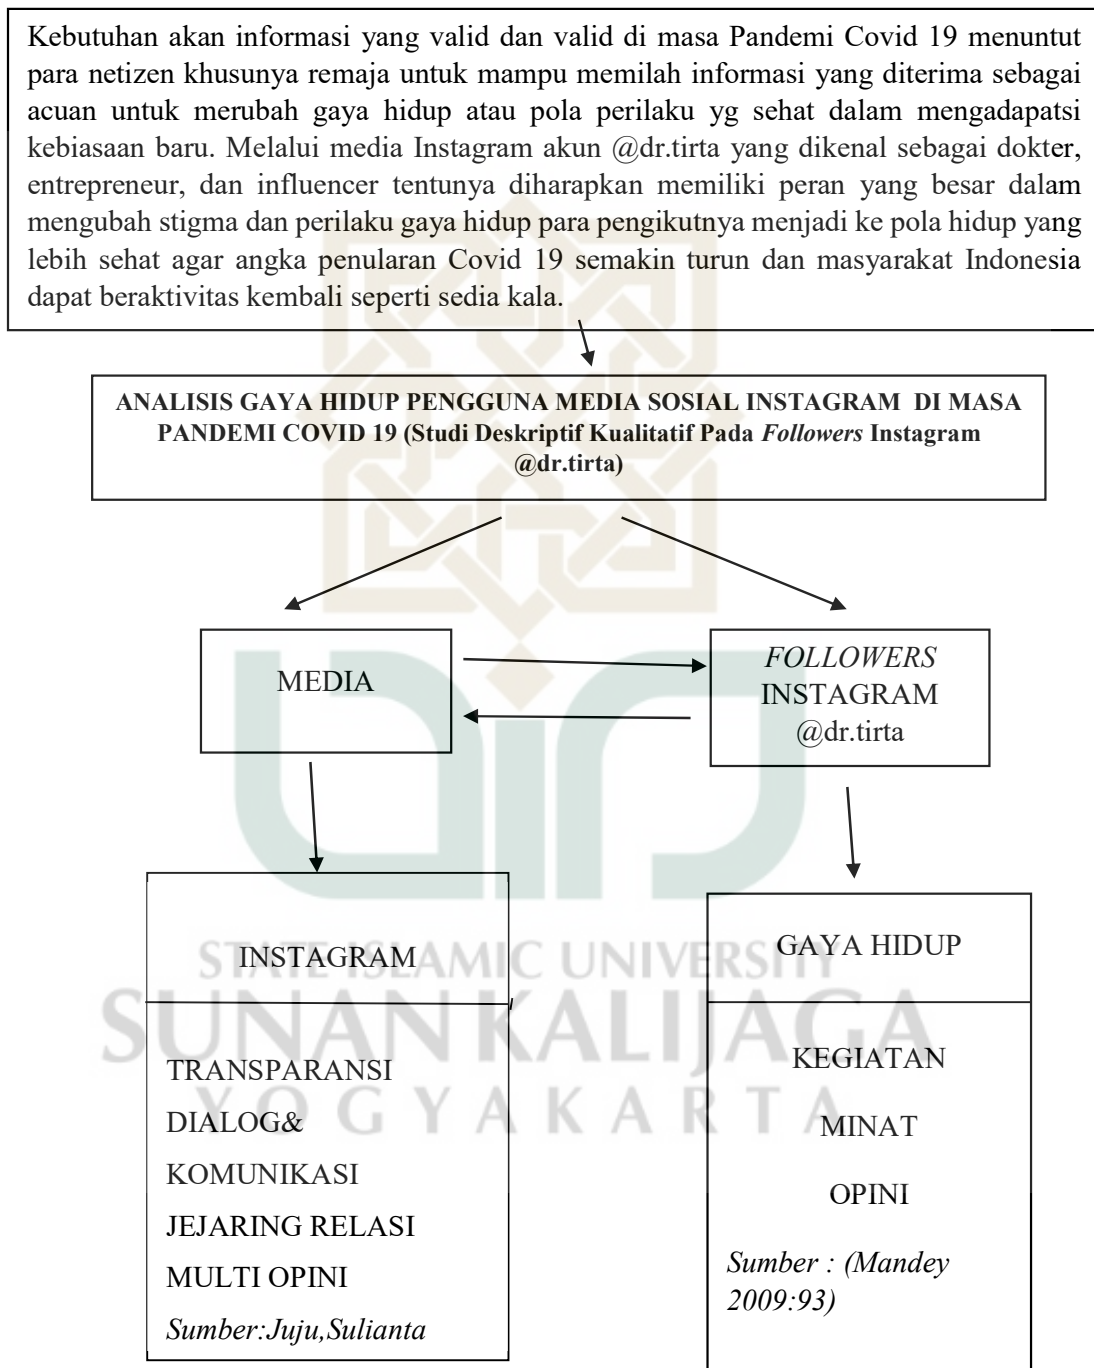 Kebutuhan akan informasi yang valid dan valid di masa Pandemi Covid 19 menuntut
para netizen khusunya remaja untuk mampu memilah informasi yang diterima sebagai
acuan untuk merubah gaya hidup atau pola perilaku yg sehat dalam mengadapatsi
kebiasaan baru. Melalui media Instagram akun @dr.tirta yang dikenal sebagai dokter,
entrepreneur, dan influencer tentunya diharapkan memiliki peran yang besar dalam
mengubah stigma dan perilaku gaya hidup para pengikutnya menjadi ke pola hidup yang
lebih sehat agar angka penularan Covid 19 semakin turun dan masyarakat Indonesia
dapat beraktivitas kembali seperti sedia kala.
ANALISIS GAYA HIDUP PENGGUNA MEDIA SOSIAL INSTAGRAM DI MASA
PANDEMI COVID 19 (Studi Deskriptif Kualitatif Pada Followers Instagram
@dr.tirta)
MEDIA
FOLLOWERS
INSTAGRAM
@dr.tirta
INSTAGRAM
TRANSPARANSI
DIALOG&
KOMUNIKASI
JEJARING RELASI
MULTI OPINI
Sumber:Juju,Sulianta
GAYA HIDUP
KEGIATAN
MINAT
OPINI
Sumber : (Mandey
2009:93)
STATE ISLAMIC UNIVERSITY
SUNAN KALIJAGA
YOGYAKARTA